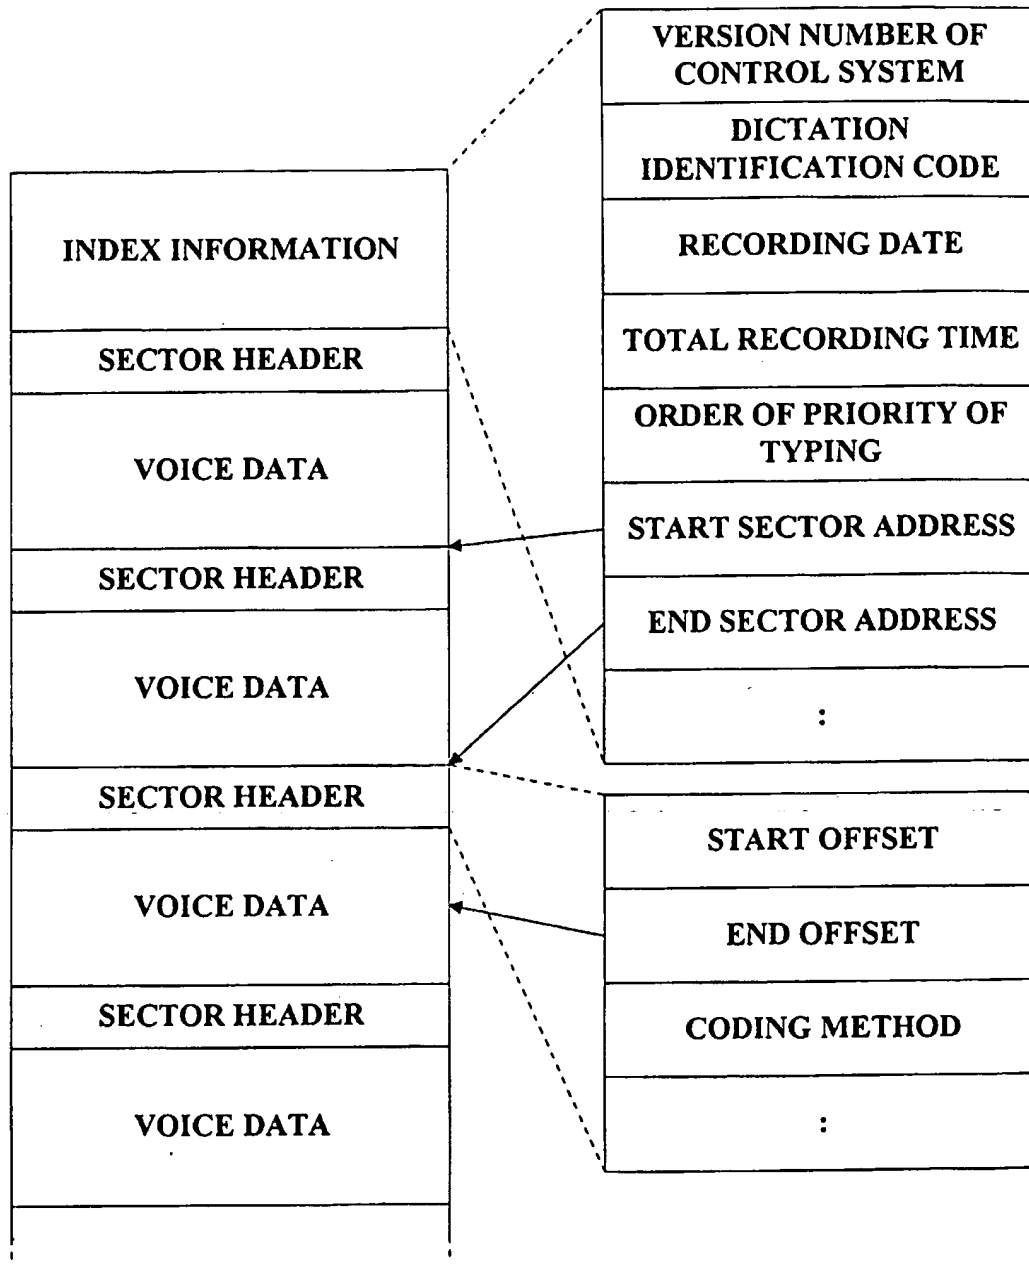 INDEX INFORMATION
SECTOR HEADER
VOICE DATA
SECTOR HEADER
VOICE DATA
SECTOR HEADER
VOICE DATA
SECTOR HEADER
VOICE DATA
VERSION NUMBER OF
CONTROL SYSTEM
DICTATION
IDENTIFICATION CODE
RECORDING DATE
TOTAL RECORDING TIME
ORDER OF PRIORITY OF
TYPING
START SECTOR ADDRESS
END SECTOR ADDRESS
:
START OFFSET
END OFFSET
CODING METHOD
: